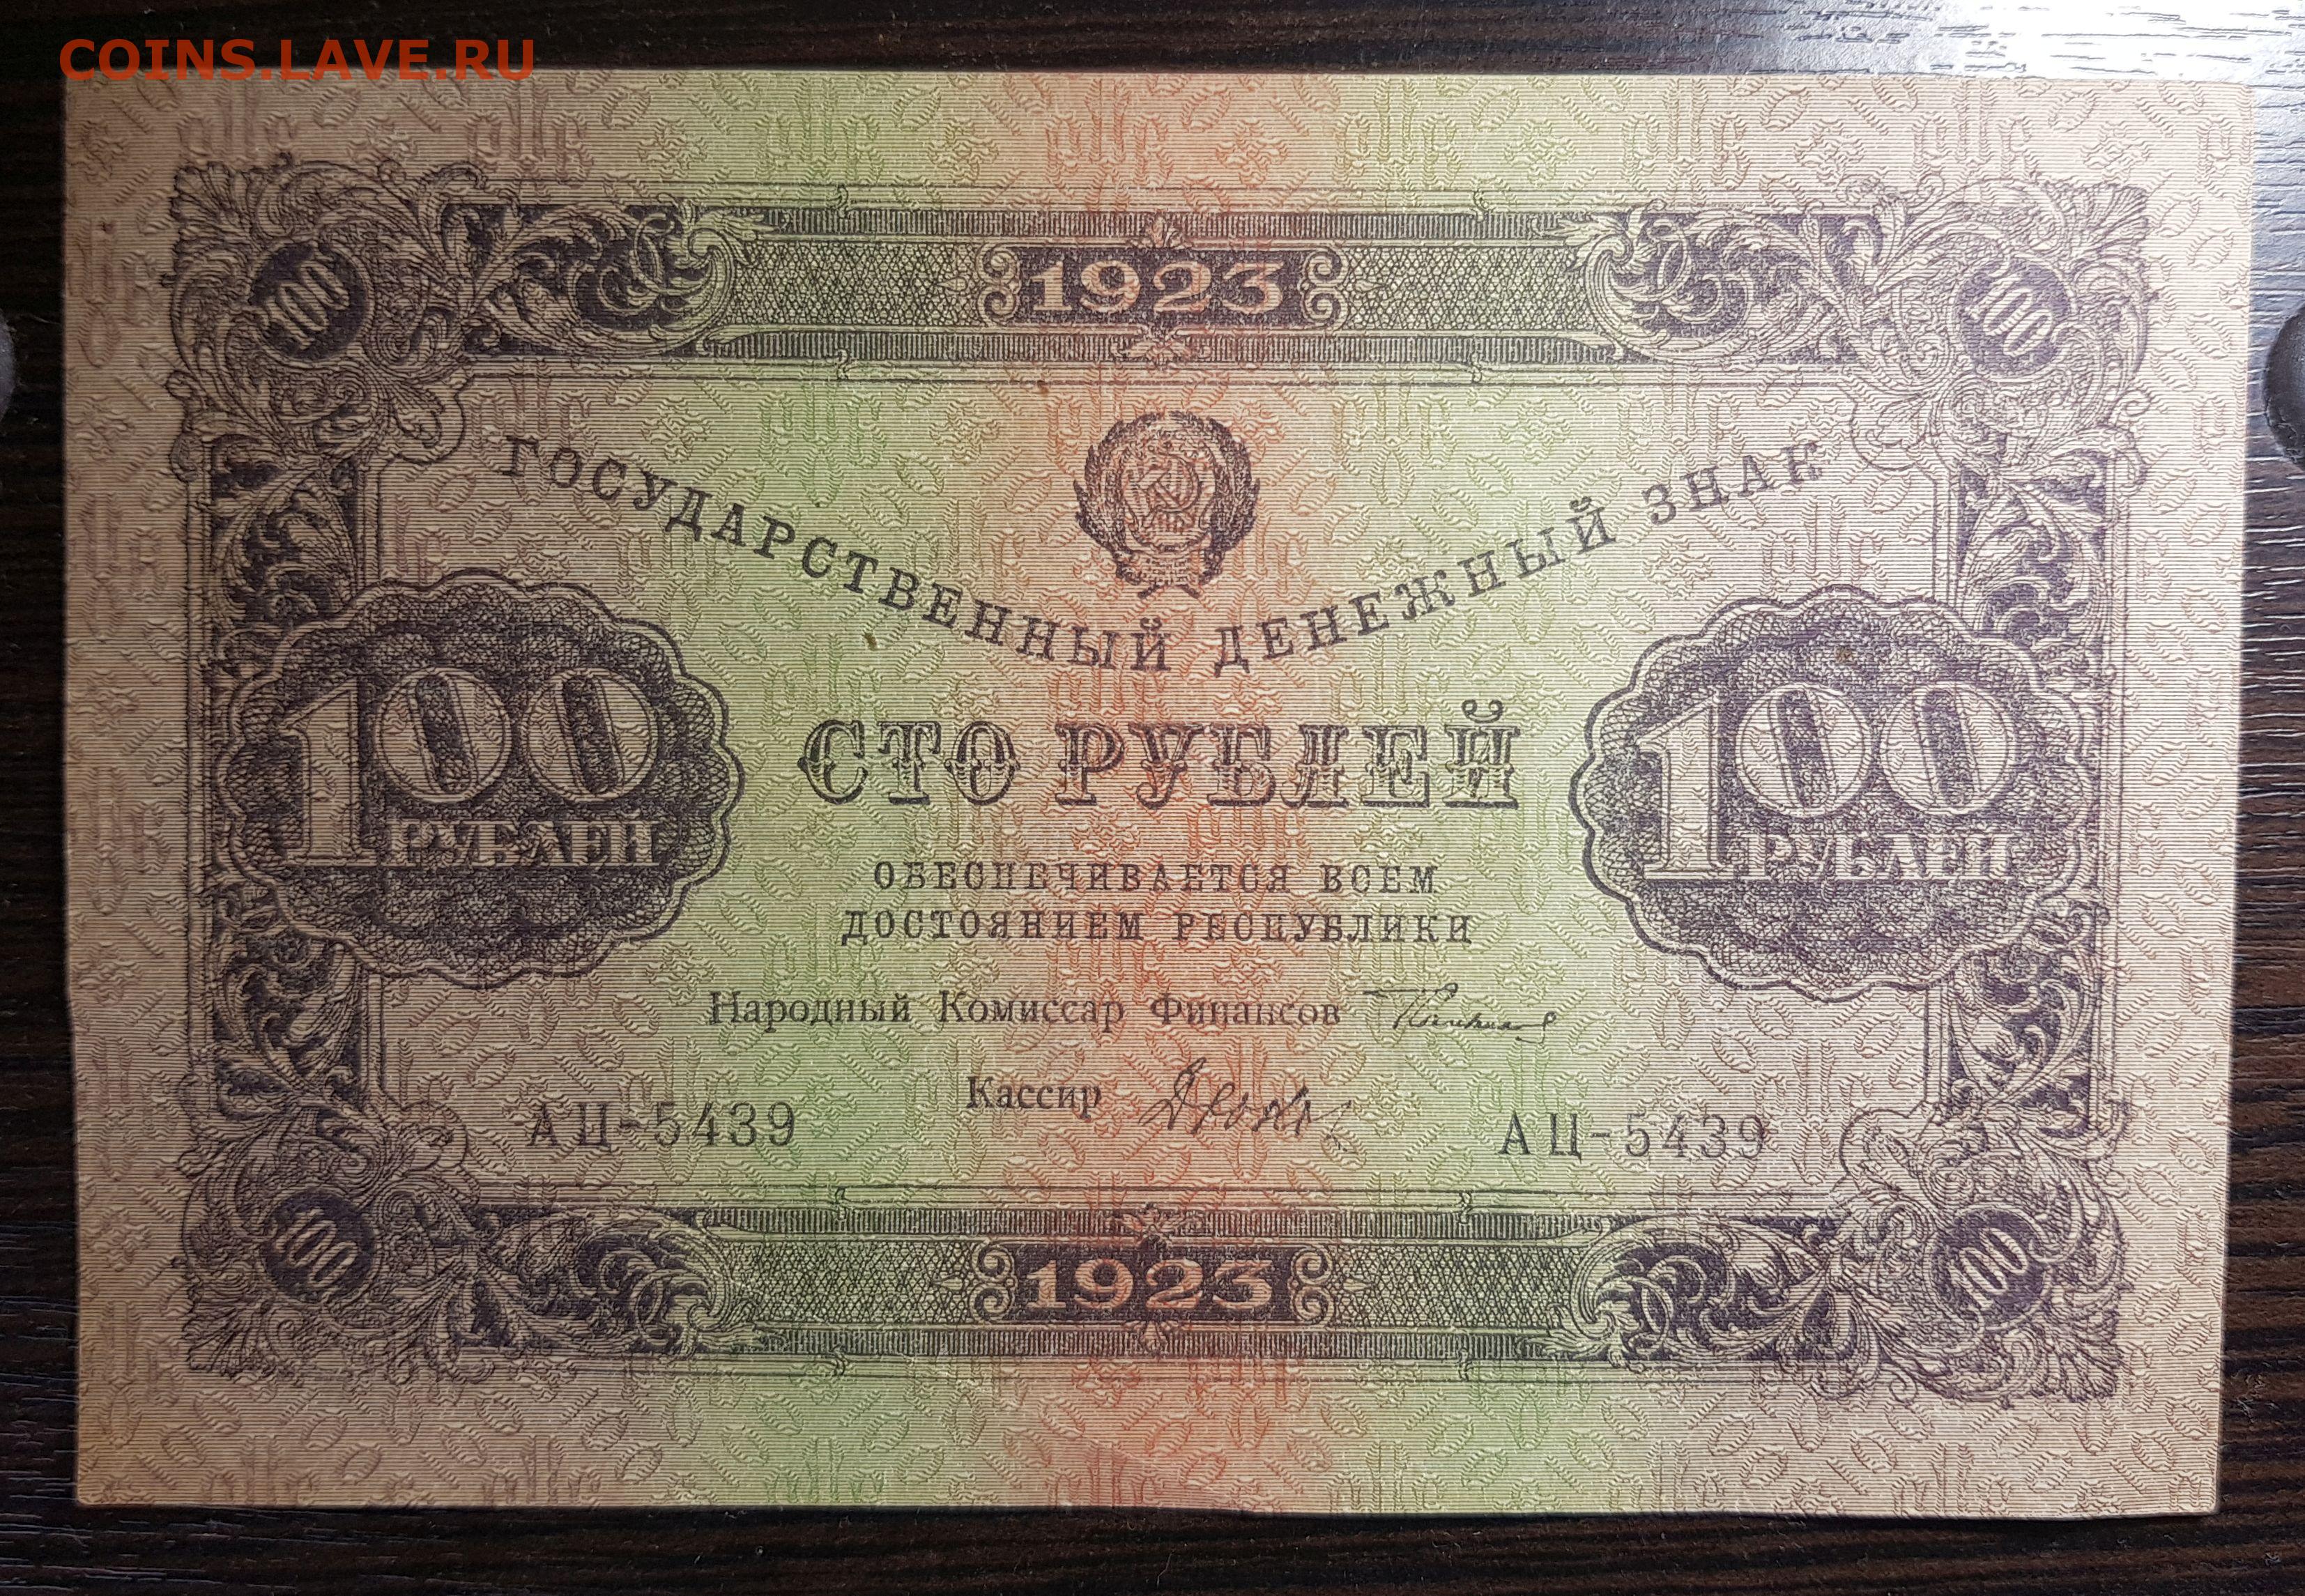 COINS.LAVE.RU
100
1923
100
ГОСУДАРСТВЕННЫЙ ДЕНЕЖНЫЙ ЗНАК
100
РУБЛЕЙ
СТО РУБЛЕЙ
100
РУБЛЕЙ
ОБЕСПЕЧИВАЕТСЯ ВСЕМ
ДОСТОЯНИЕМ РЕСПУБЛИКИ
Народный Комиссар Финансов
Кассир
АЦ-5439
АЦ-5439
100
1923
100